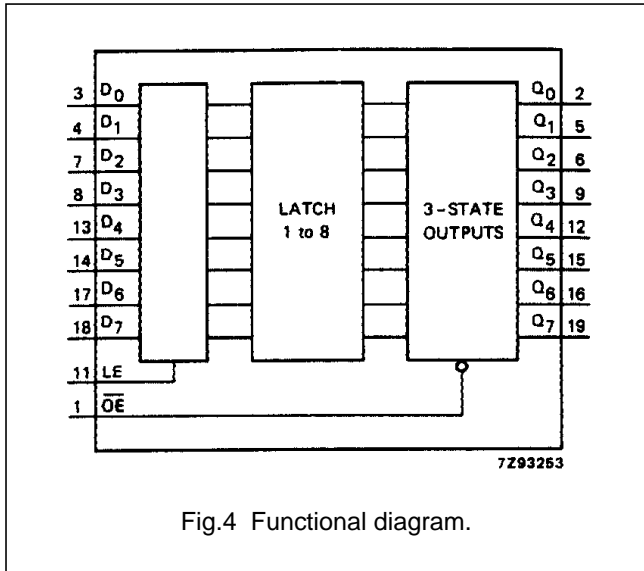 3 D0 Q0 2
4 D1 Q1 5
7 D2 Q2 6
8 D3 Q3 9
LATCH 3-STATE
13 D4 Q4 12
1 to 8 OUTPUTS
14 D5 Q5 15
17 D6 Q6 16
18 D7 Q7 19
11 LE
1 OE
7Z93253
Fig.4 Functional diagram.